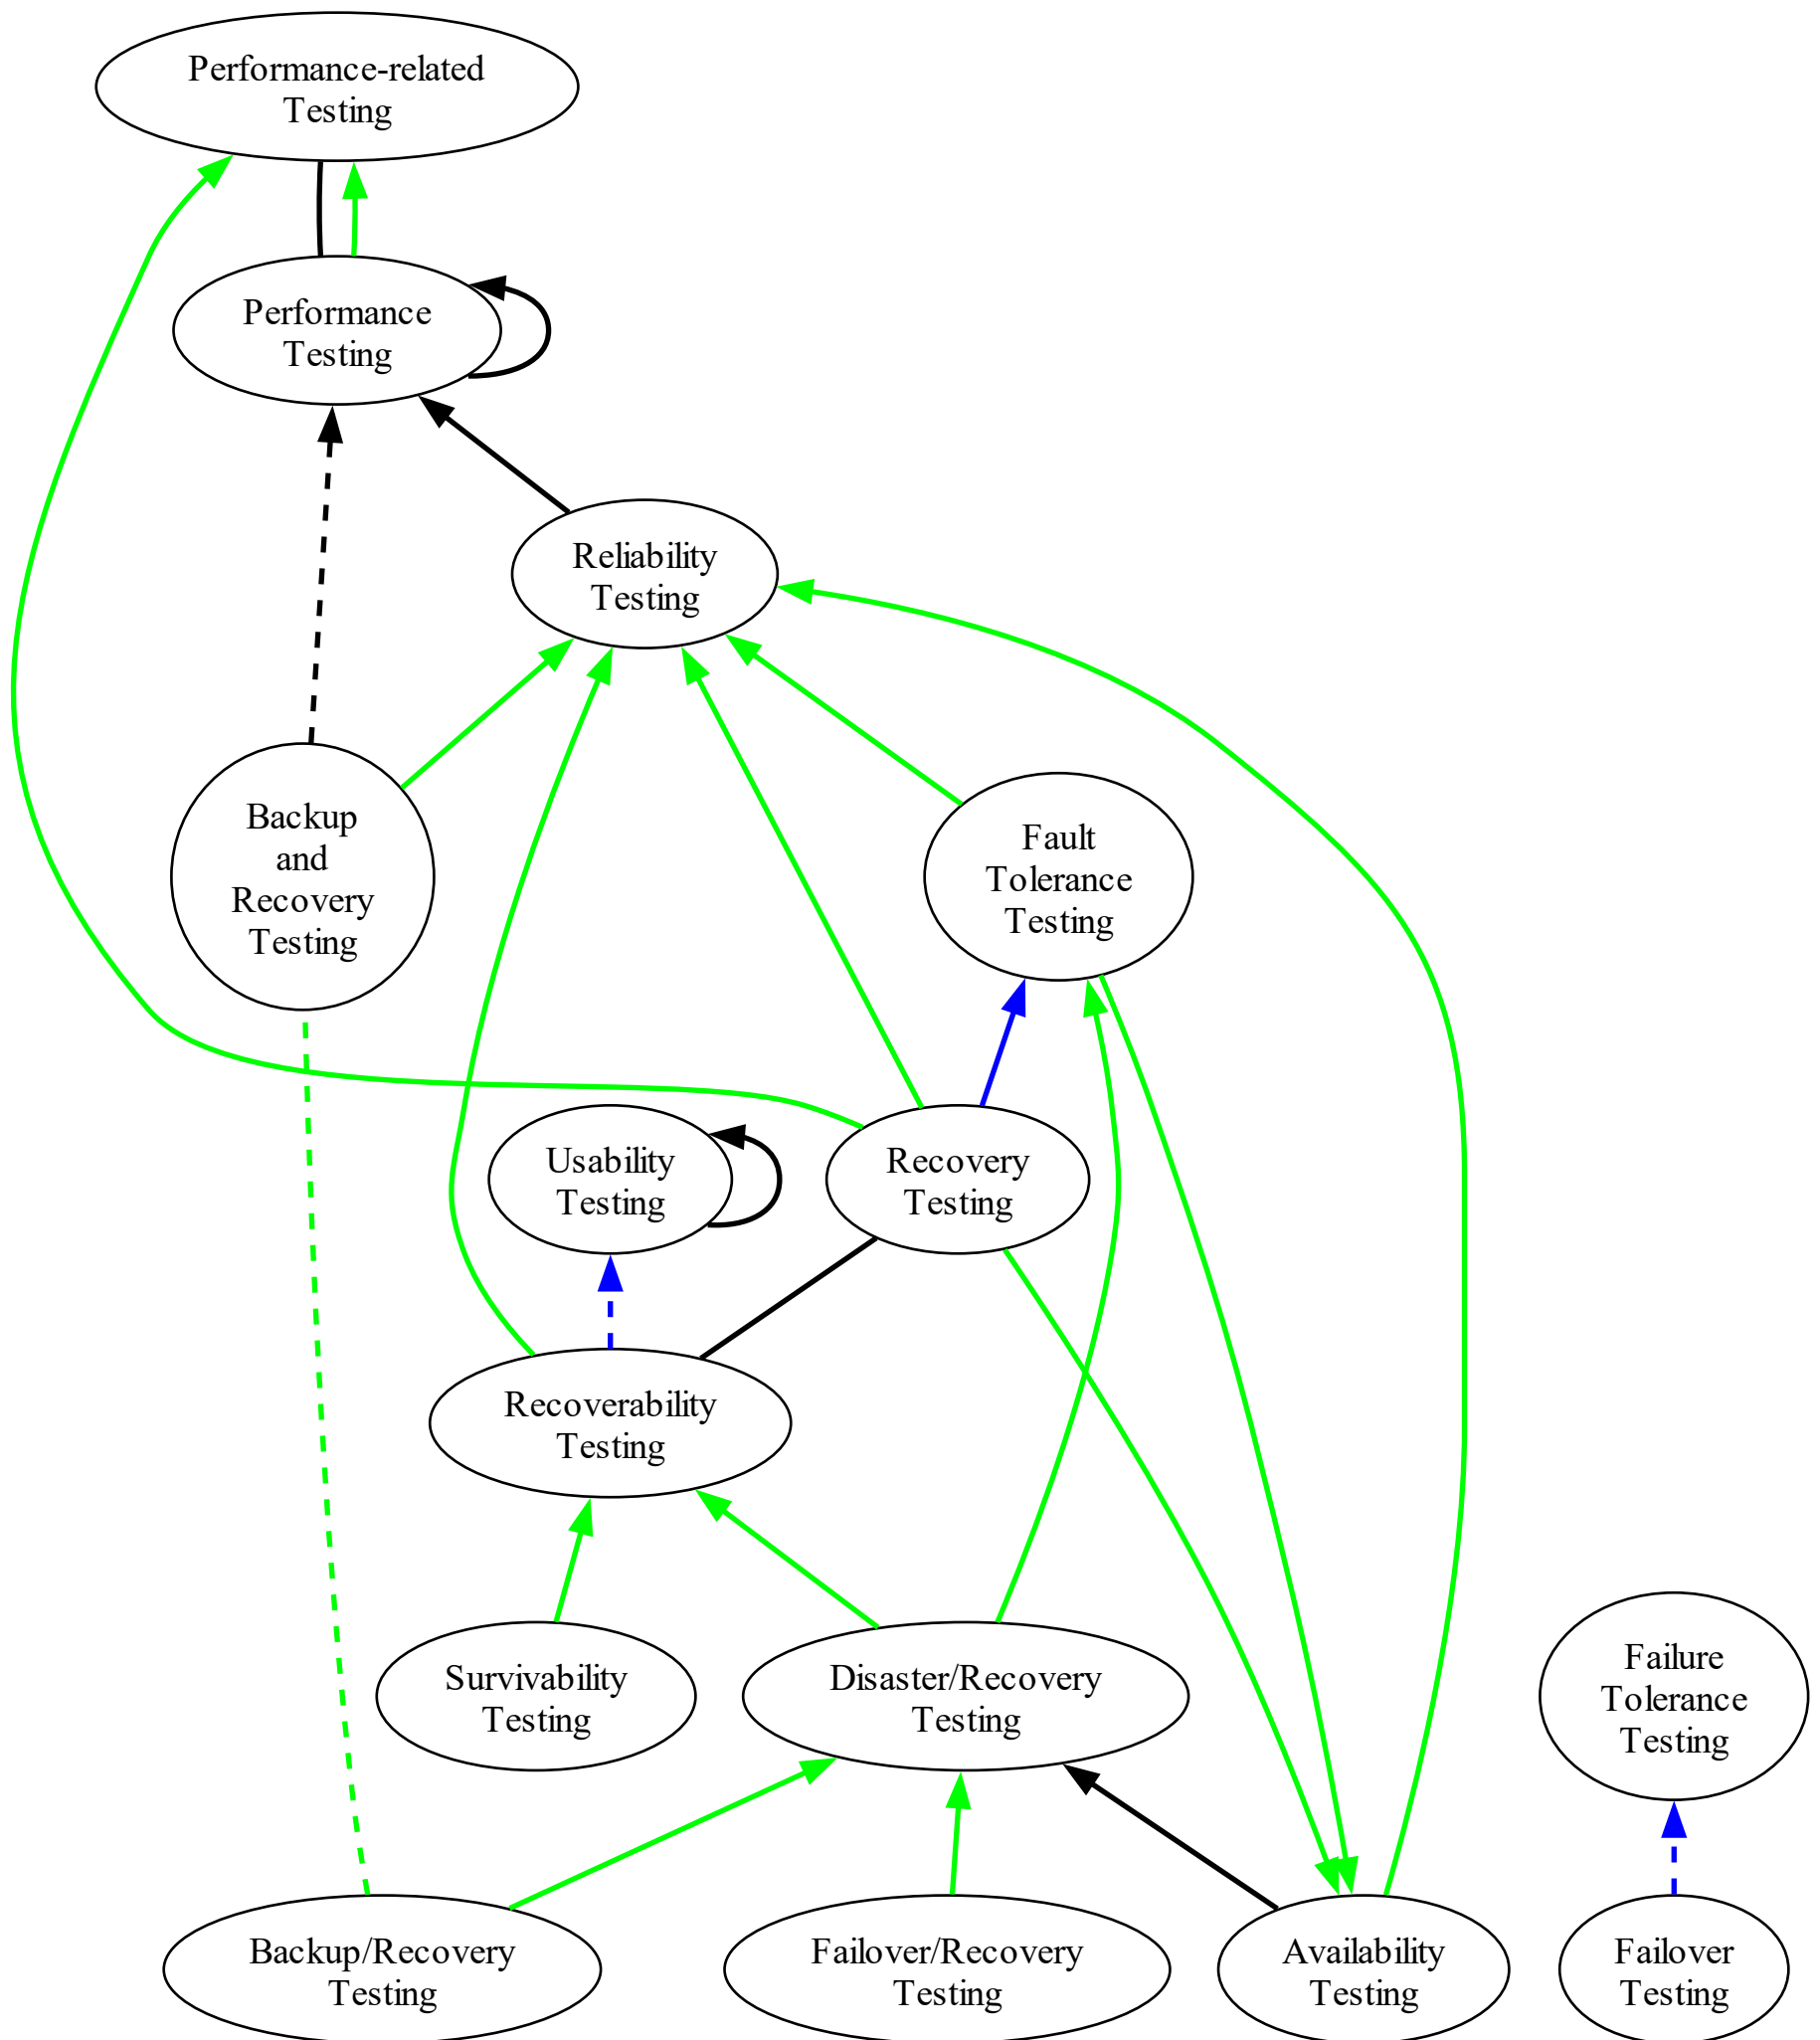 Performance-related
Testing
Performance
Testing
Reliability
Testing
Backup
and
Recovery
Testing
Fault
Tolerance
Testing
Usability
Testing
Recovery
Testing
Recoverability
Testing
Survivability
Testing
Disaster/Recovery
Testing
Failure
Tolerance
Testing
Backup/Recovery
Testing
Failover/Recovery
Testing
Availability
Testing
Failover
Testing